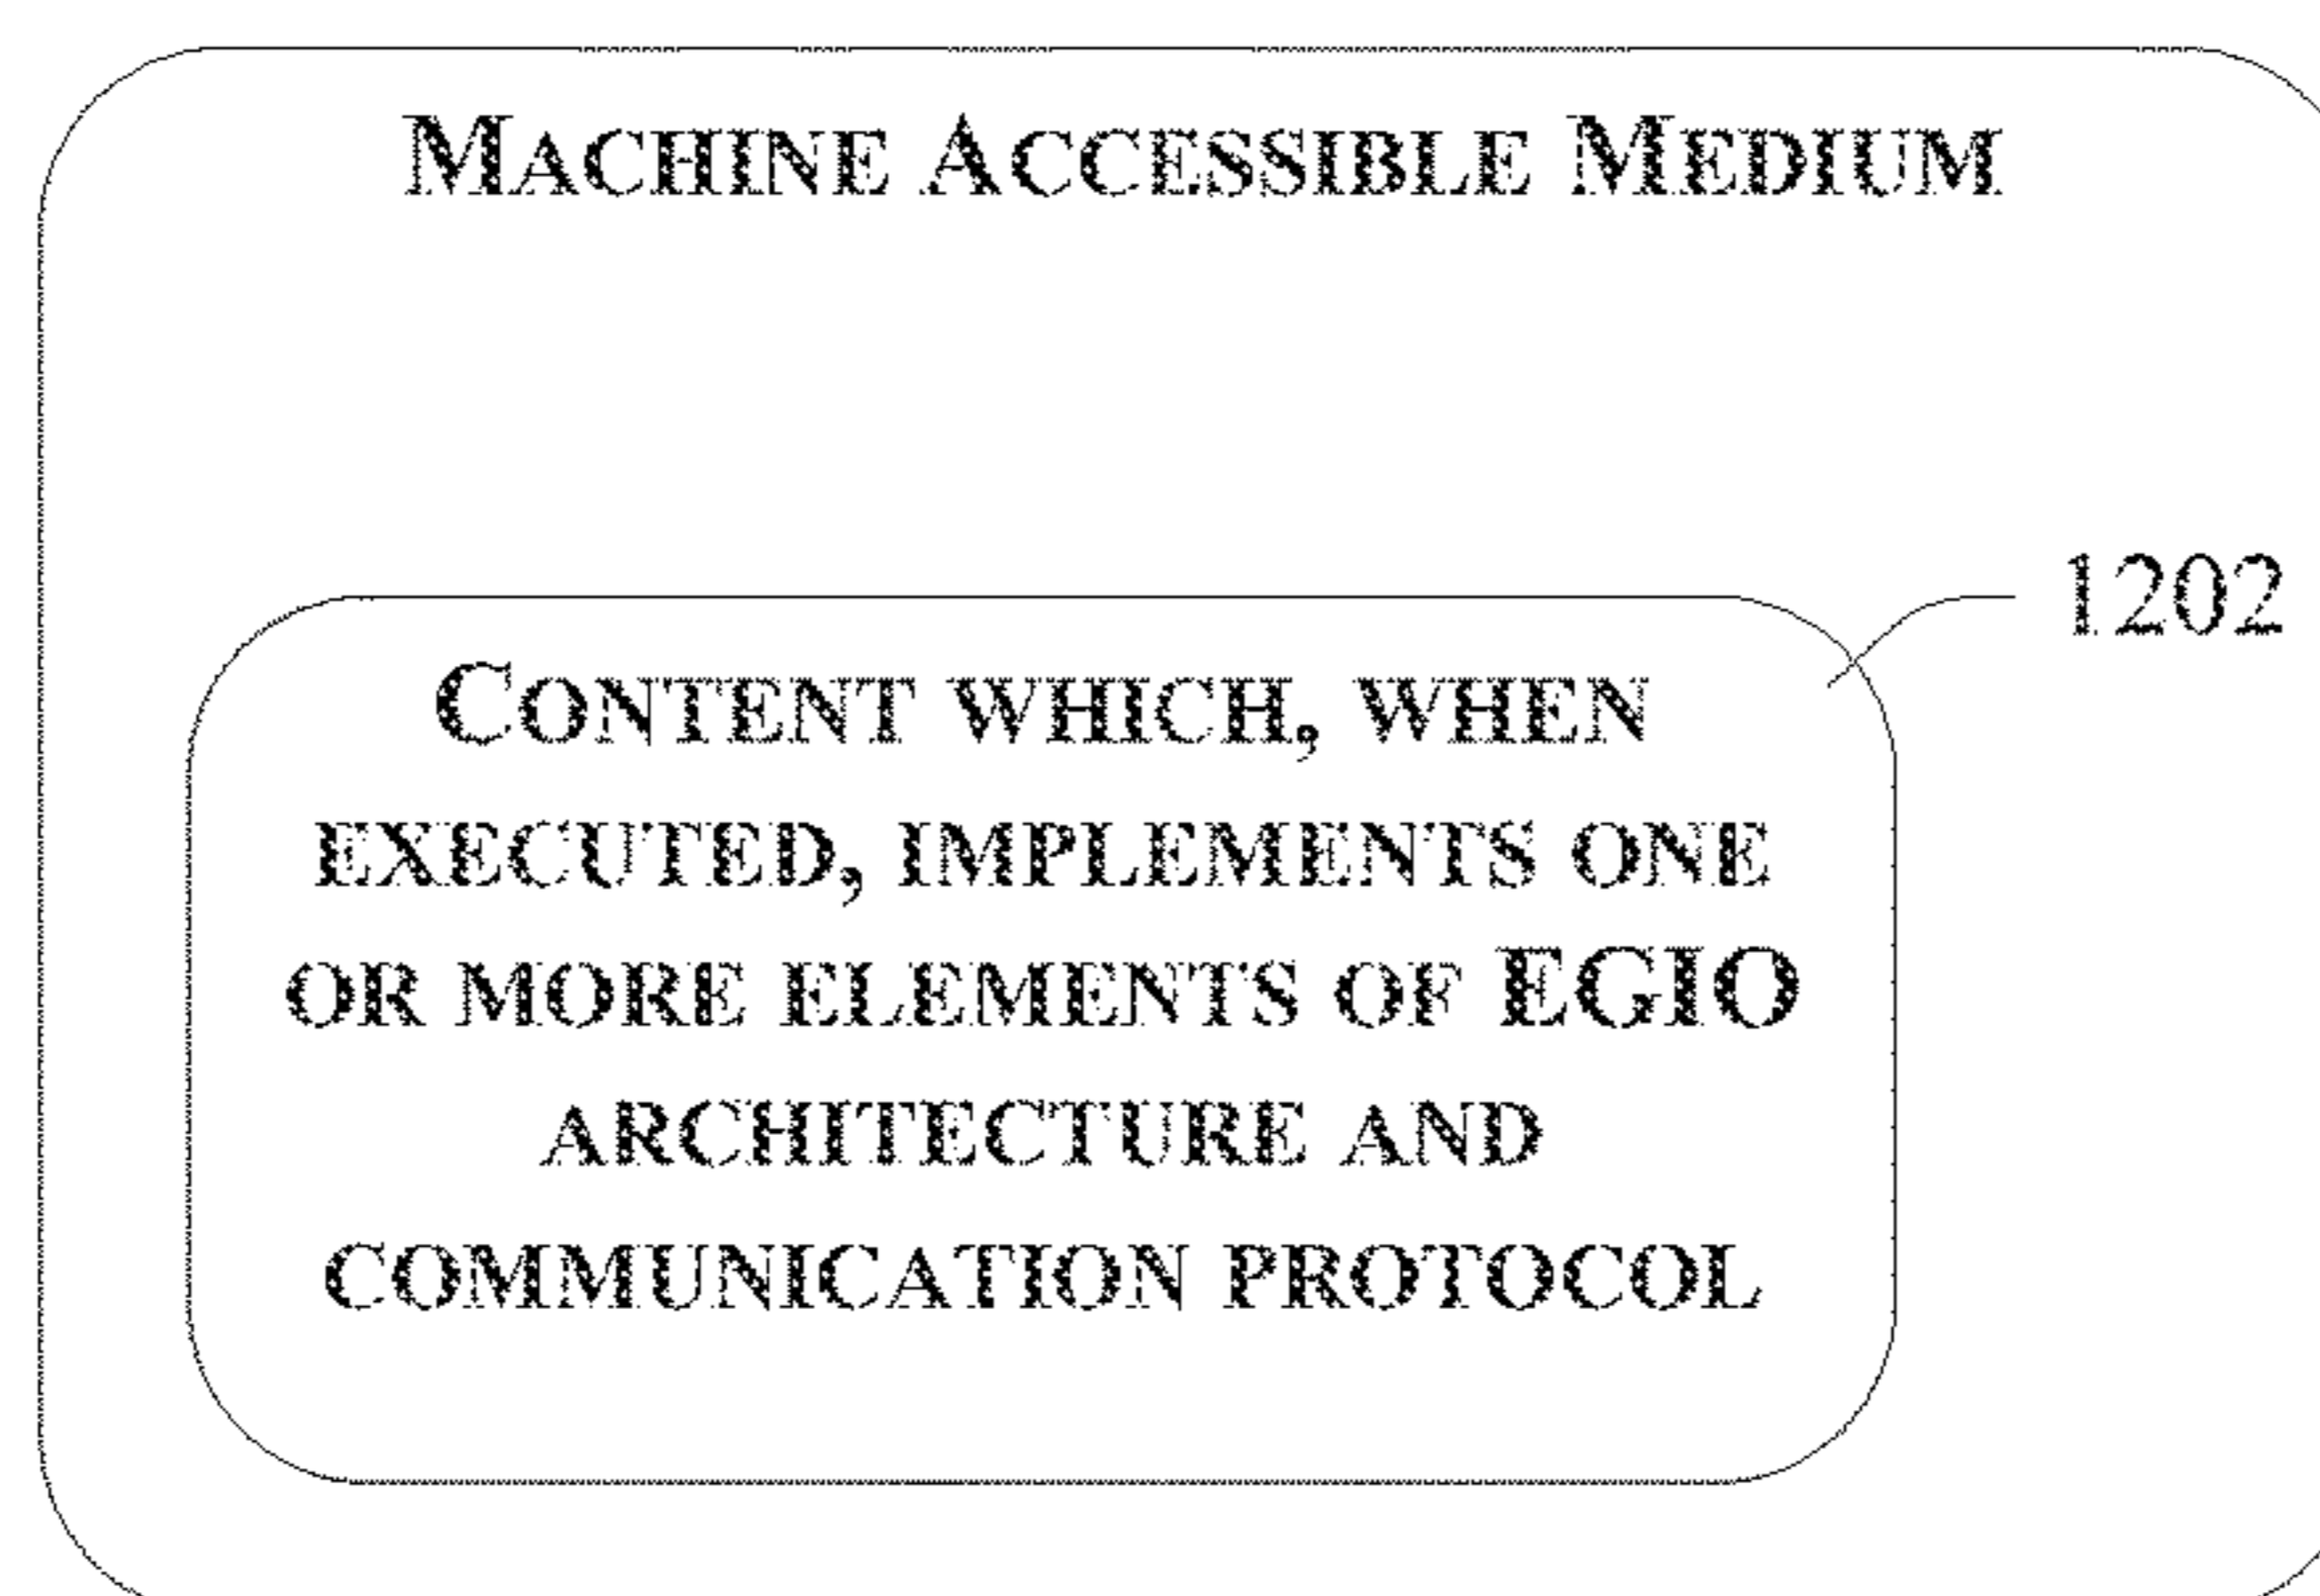 MACHINE ACCESSIBLE MEDIUM
1202
CONTENT WHICH, WHEN
EXECUTED, IMPLEMENTS ONE
OR MORE ELEMENTS OF EGIO
ARCHITECTURE AND
COMMUNICATION PROTOCOL